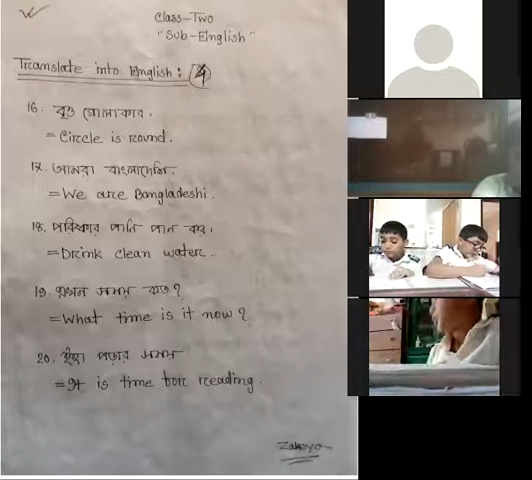 Class-Two
"Sub-English"
Translate into English: 4
16. বৃত্ত গোলাকার.
= Circle is round.
17. আমরা বাংলাদেশি.
= We are Bangladeshi.
18. পরিষ্কার পানি পান কর।
= Drink clean water.
19. এখন সময় কত?
= What time is it now?
20. ইহা পড়ার সময়
= It is time for reading.